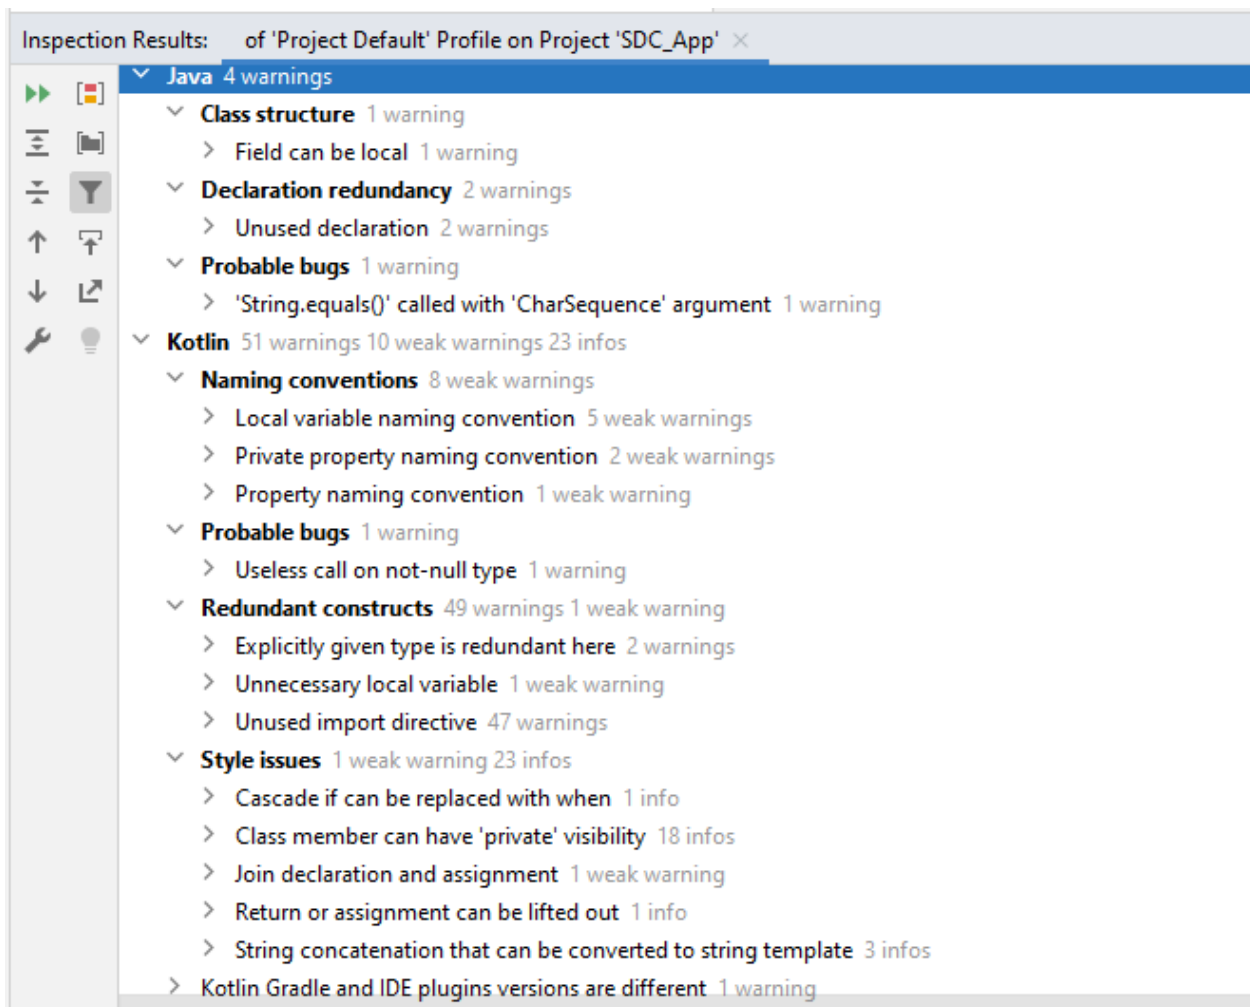 Inspection Results: of 'Project Default' Profile on Project 'SDC_App'
Java 4 warnings
Class structure 1 warning
Field can be local 1 warning
Declaration redundancy 2 warnings
Unused declaration 2 warnings
Probable bugs 1 warning
'String.equals()' called with 'CharSequence' argument 1 warning
Kotlin 51 warnings 10 weak warnings 23 infos
Naming conventions 8 weak warnings
Local variable naming convention 5 weak warnings
Private property naming convention 2 weak warnings
Property naming convention 1 weak warning
Probable bugs 1 warning
Useless call on not-null type 1 warning
Redundant constructs 49 warnings 1 weak warning
Explicitly given type is redundant here 2 warnings
Unnecessary local variable 1 weak warning
Unused import directive 47 warnings
Style issues 1 weak warning 23 infos
Cascade if can be replaced with when 1 info
Class member can have 'private' visibility 18 infos
Join declaration and assignment 1 weak warning
Return or assignment can be lifted out 1 info
String concatenation that can be converted to string template 3 infos
Kotlin Gradle and IDE plugins versions are different 1 warning